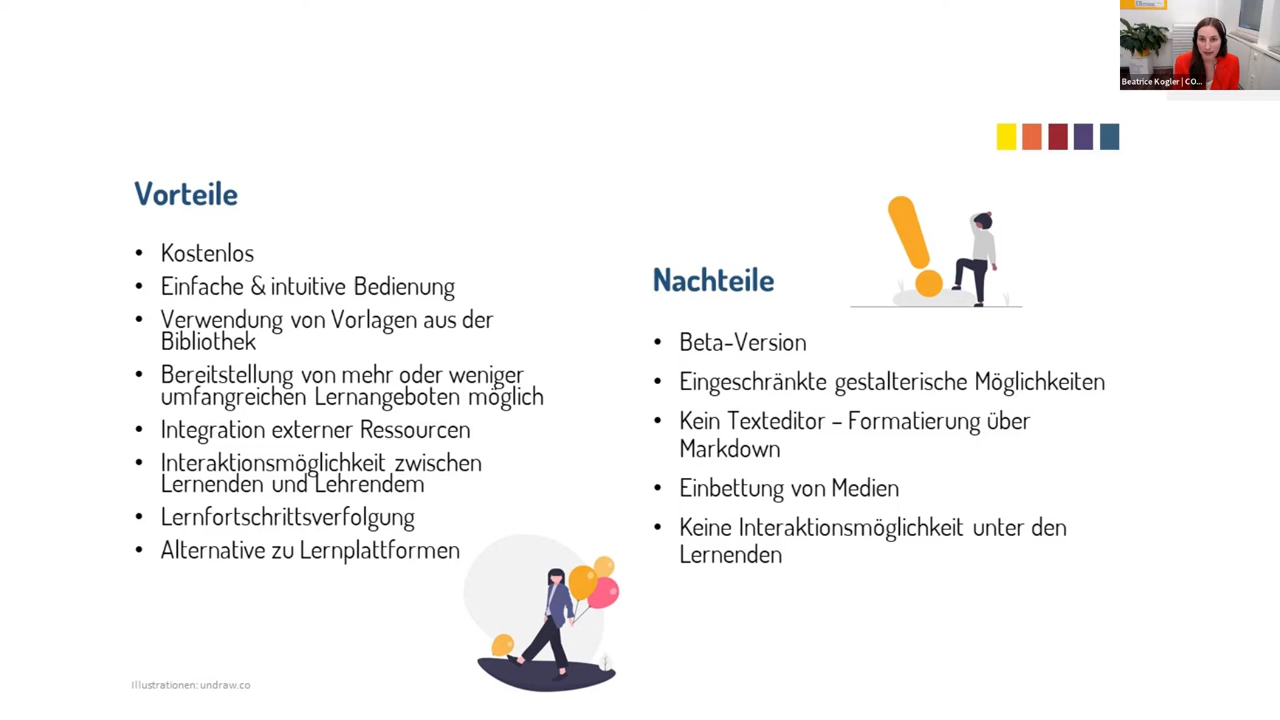 Beatrice Kogler | CO...
Vorteile
• Kostenlos
• Einfache & intuitive Bedienung
• Verwendung von Vorlagen aus der
Bibliothek
• Bereitstellung von mehr oder weniger
umfangreichen Lernangeboten möglich
• Integration externer Ressourcen
• Interaktionsmöglichkeit zwischen
Lernenden und Lehrendem
• Lernfortschrittsverfolgung
• Alternative zu Lernplattformen
Nachteile
• Beta-Version
• Eingeschränkte gestalterische Möglichkeiten
• Kein Texteditor – Formatierung über
Markdown
• Einbettung von Medien
• Keine Interaktionsmöglichkeit unter den
Lernenden
Illustrationen: undraw.co